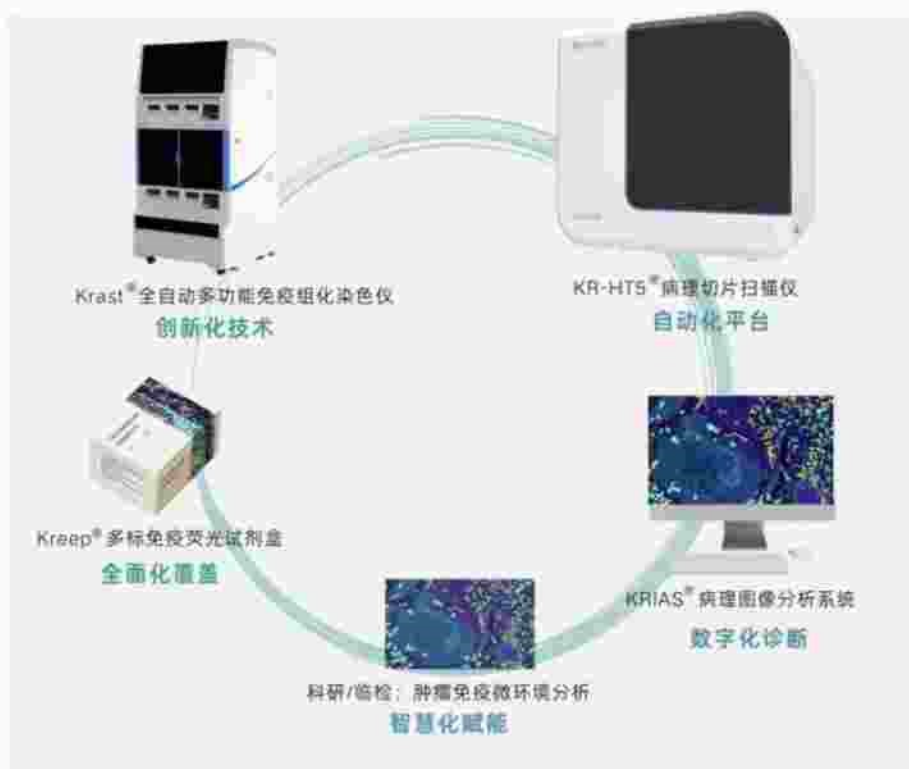 Krast®全自动多功能免疫组化染色仪
创新化技术
KR-HT5®病理切片扫描仪
自动化平台
Kreep®多标免疫荧光试剂盒
全面化覆盖
KRIAS®病理图像分析系统
数字化诊断
科研/临检：肿瘤免疫微环境分析
智慧化赋能